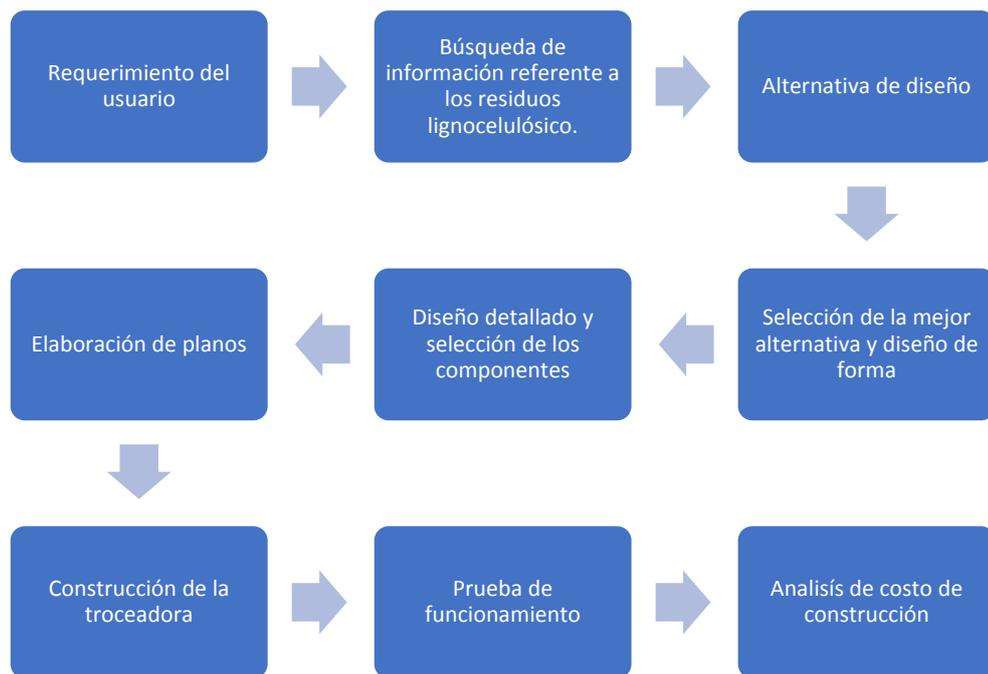 Requerimiento del
usuario
Búsqueda de
información referente a
los residuos
lignocelulósico.
Alternativa de diseño
Selección de la mejor
alternativa y diseño de
forma
Diseño detallado y
selección de los
componentes
Elaboración de planos
Construcción de la
troceadora
Prueba de
funcionamiento
Analisís de costo de
construcción